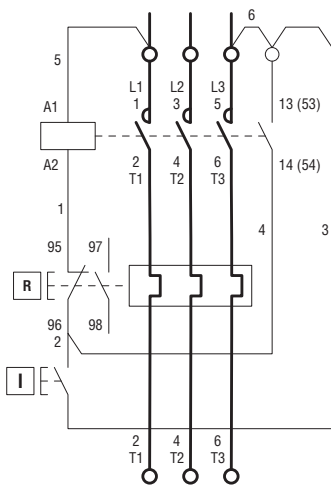 6
5
L1 L2 L3
A1 1 3 5 13 (53)
A2 2 4 6 14 (54)
T1 T2 T3
1 4 3
95 97
R
96 98
2
I
2 4 6
T1 T2 T3